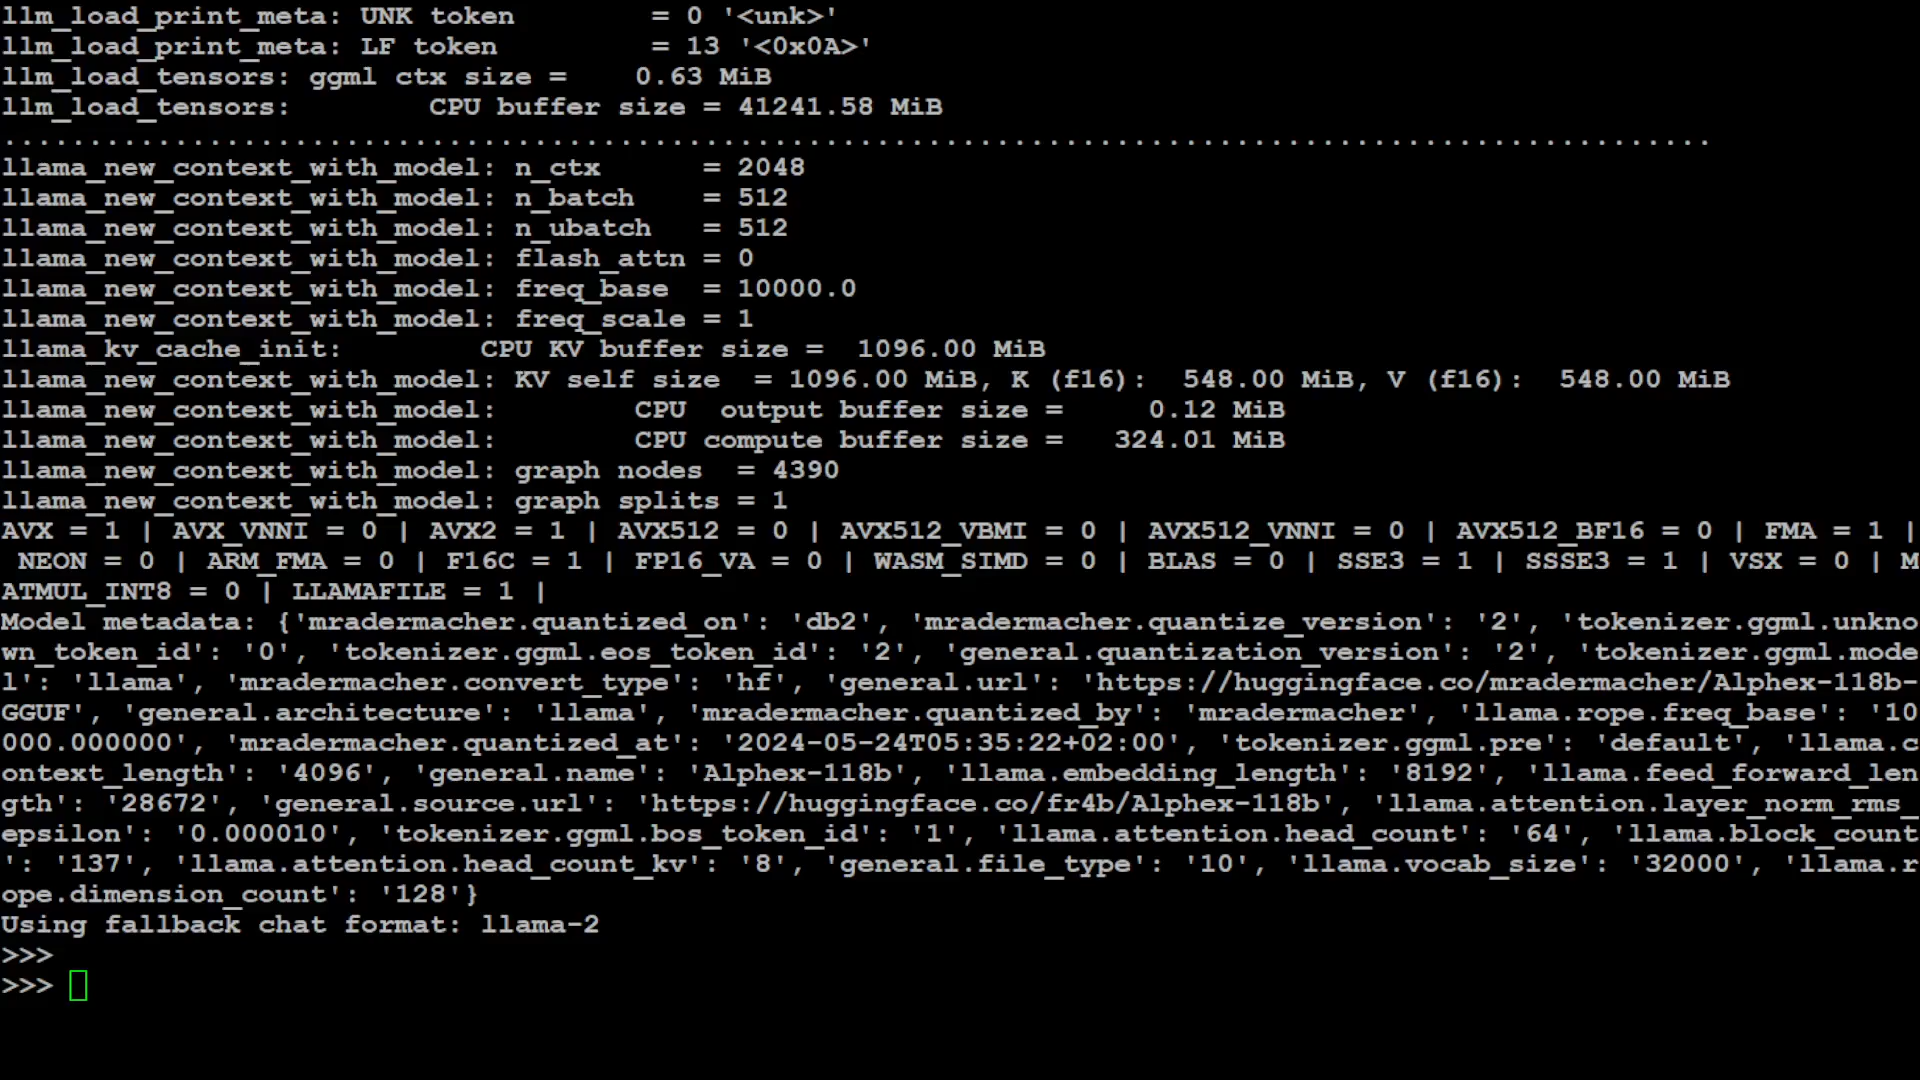 llm_load_print_meta: UNK token        = 0 '<unk>'
llm_load_print_meta: LF token         = 13 '<0x0A>'
llm_load_tensors: ggml ctx size =    0.63 MiB
llm_load_tensors:        CPU buffer size = 41241.58 MiB
....................................................................................................
llama_new_context_with_model: n_ctx      = 2048
llama_new_context_with_model: n_batch    = 512
llama_new_context_with_model: n_ubatch   = 512
llama_new_context_with_model: flash_attn = 0
llama_new_context_with_model: freq_base  = 10000.0
llama_new_context_with_model: freq_scale = 1
llama_kv_cache_init:        CPU KV buffer size =  1096.00 MiB
llama_new_context_with_model: KV self size  = 1096.00 MiB, K (f16):  548.00 MiB, V (f16):  548.00 MiB
llama_new_context_with_model:        CPU  output buffer size =     0.12 MiB
llama_new_context_with_model:        CPU compute buffer size =   324.01 MiB
llama_new_context_with_model: graph nodes  = 4390
llama_new_context_with_model: graph splits = 1
AVX = 1 | AVX_VNNI = 0 | AVX2 = 1 | AVX512 = 0 | AVX512_VBMI = 0 | AVX512_VNNI = 0 | AVX512_BF16 = 0 | FMA = 1 |
 NEON = 0 | ARM_FMA = 0 | F16C = 1 | FP16_VA = 0 | WASM_SIMD = 0 | BLAS = 0 | SSE3 = 1 | SSSE3 = 1 | VSX = 0 | M
ATMUL_INT8 = 0 | LLAMAFILE = 1 |
Model metadata: {'mradermacher.quantized_on': 'db2', 'mradermacher.quantize_version': '2', 'tokenizer.ggml.unkno
wn_token_id': '0', 'tokenizer.ggml.eos_token_id': '2', 'general.quantization_version': '2', 'tokenizer.ggml.mode
l': 'llama', 'mradermacher.convert_type': 'hf', 'general.url': 'https://huggingface.co/mradermacher/Alphex-118b-
GGUF', 'general.architecture': 'llama', 'mradermacher.quantized_by': 'mradermacher', 'llama.rope.freq_base': '10
000.000000', 'mradermacher.quantized_at': '2024-05-24T05:35:22+02:00', 'tokenizer.ggml.pre': 'default', 'llama.c
ontext_length': '4096', 'general.name': 'Alphex-118b', 'llama.embedding_length': '8192', 'llama.feed_forward_len
gth': '28672', 'general.source.url': 'https://huggingface.co/fr4b/Alphex-118b', 'llama.attention.layer_norm_rms_
epsilon': '0.000010', 'tokenizer.ggml.bos_token_id': '1', 'llama.attention.head_count': '64', 'llama.block_count
': '137', 'llama.attention.head_count_kv': '8', 'general.file_type': '10', 'llama.vocab_size': '32000', 'llama.r
ope.dimension_count': '128'}
Using fallback chat format: llama-2
>>>
>>>